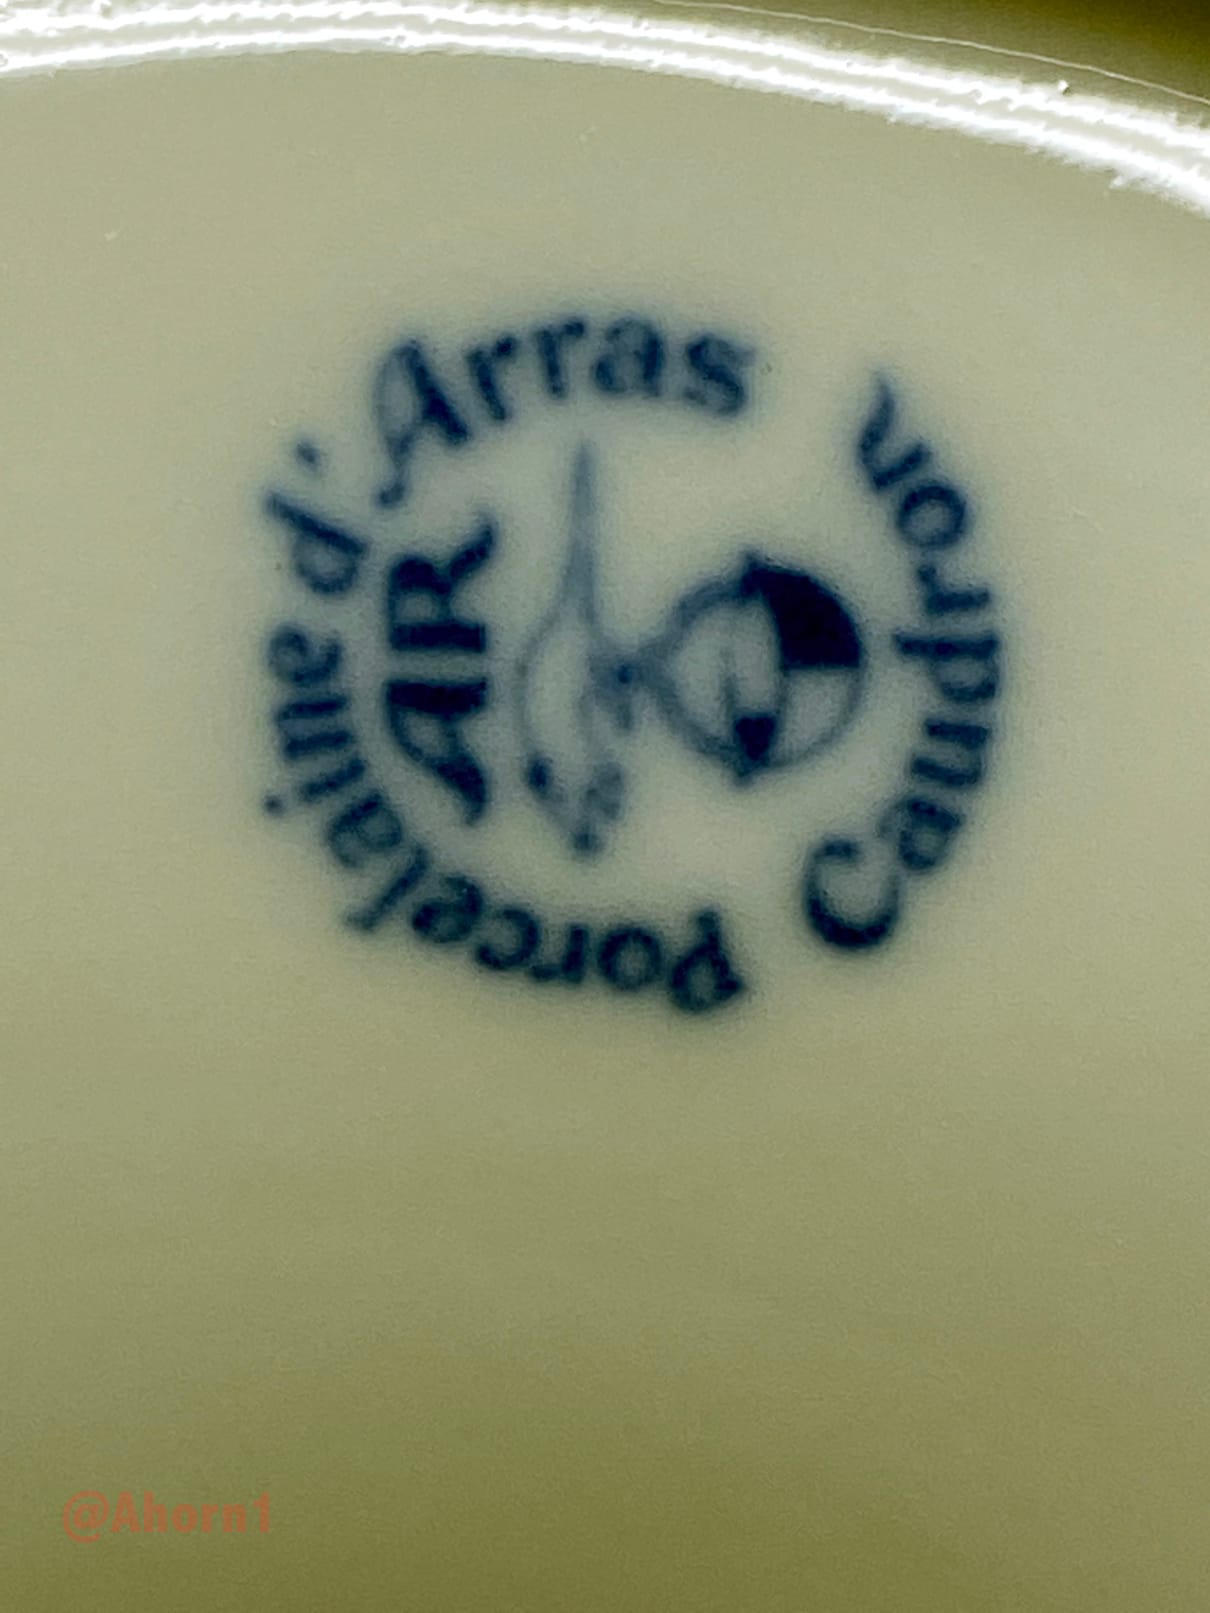 Porcelaine d'Arras
AR
Caudron
@Ahorn1